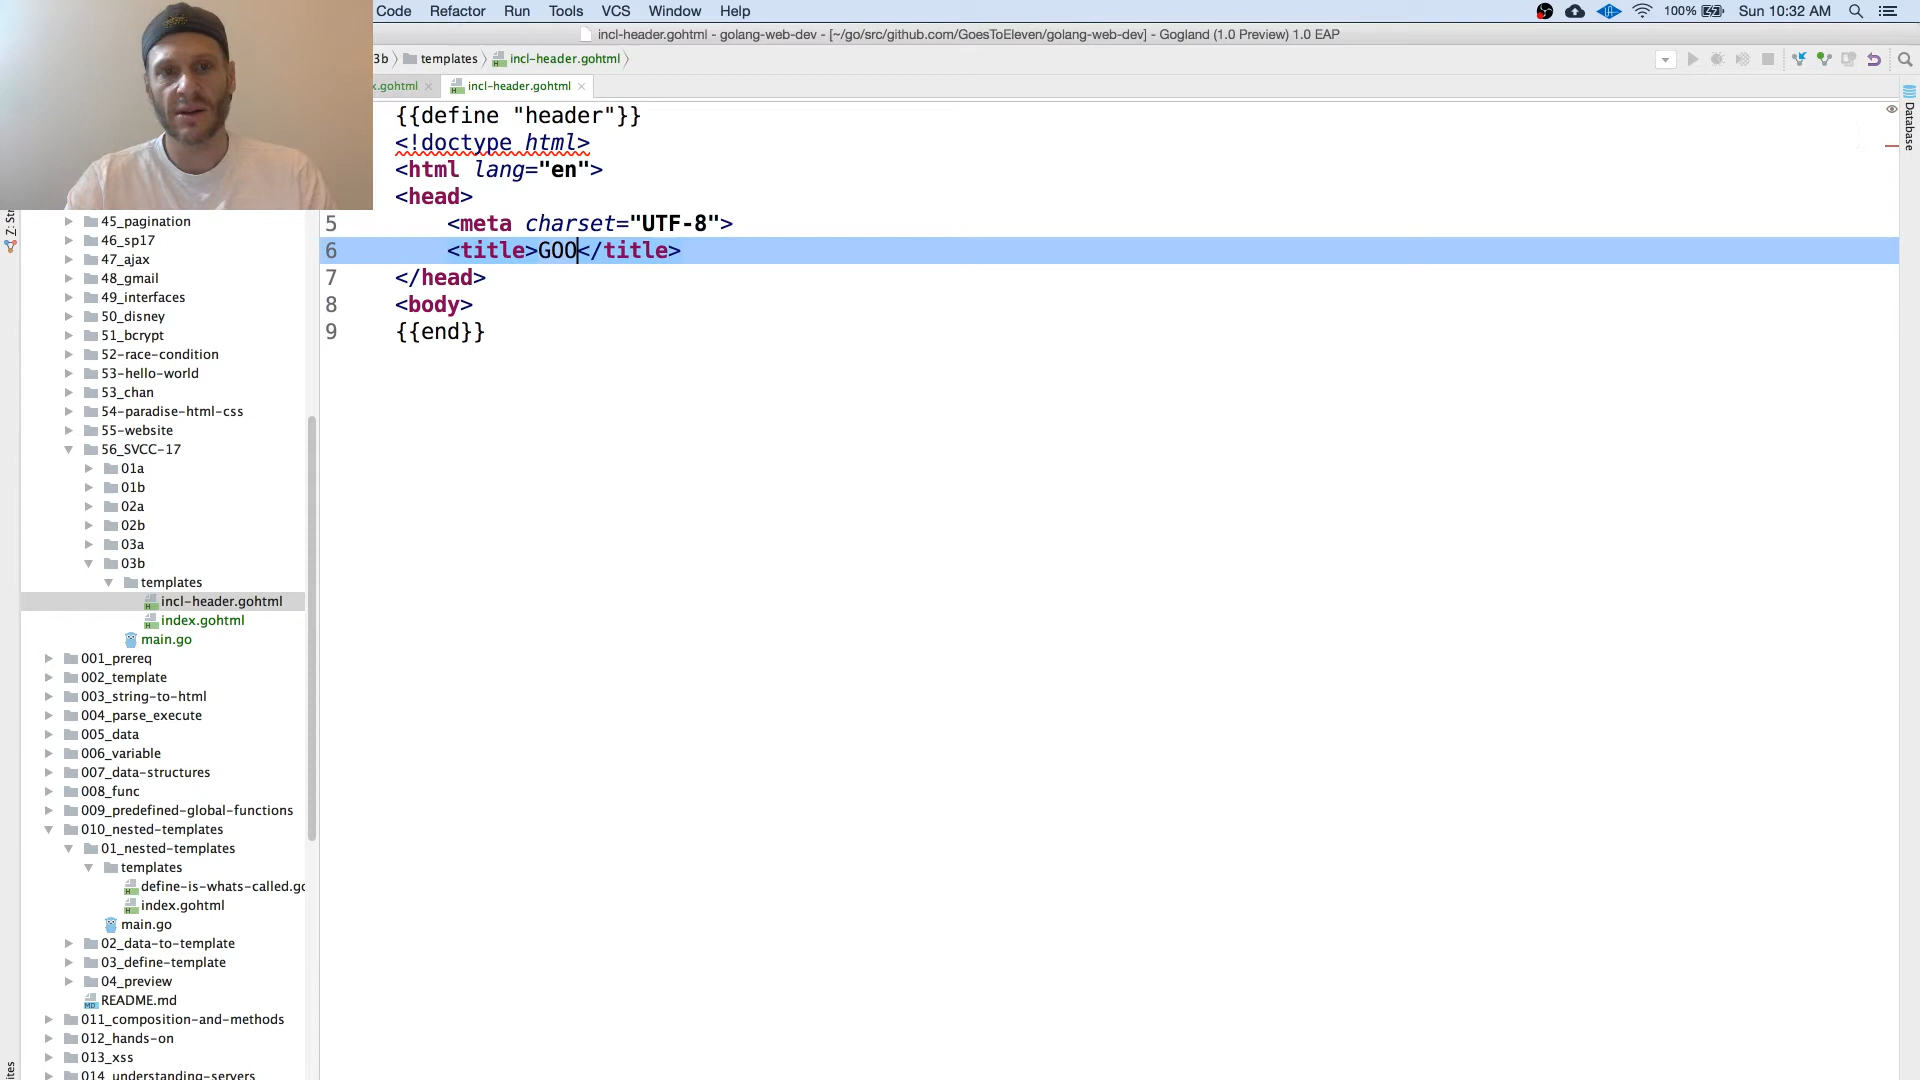 Code Refactor Run Tools VCS Window Help 100% Sun 10:32 AM
incl-header.gohtml - golang-web-dev - [~/go/src/github.com/GoesToEleven/golang-web-dev] - Gogland (1.0 Preview) 1.0 EAP
3b templates incl-header.gohtml
x.gohtml incl-header.gohtml
Database
Z: Str
{{define "header"}}
<!doctype html>
<html lang="en">
<head>
5 <meta charset="UTF-8">
6 <title>GOO</title>
7 </head>
8 <body>
9 {{end}}
45_pagination
46_sp17
47_ajax
48_gmail
49_interfaces
50_disney
51_bcrypt
52-race-condition
53-hello-world
53_chan
54-paradise-html-css
55-website
56_SVCC-17
01a
01b
02a
02b
03a
03b
templates
incl-header.gohtml
index.gohtml
main.go
001_prereq
002_template
003_string-to-html
004_parse_execute
005_data
006_variable
007_data-structures
008_func
009_predefined-global-functions
010_nested-templates
01_nested-templates
templates
define-is-whats-called.go
index.gohtml
main.go
02_data-to-template
03_define-template
04_preview
README.md
011_composition-and-methods
012_hands-on
013_xss
014_understanding-servers
ites